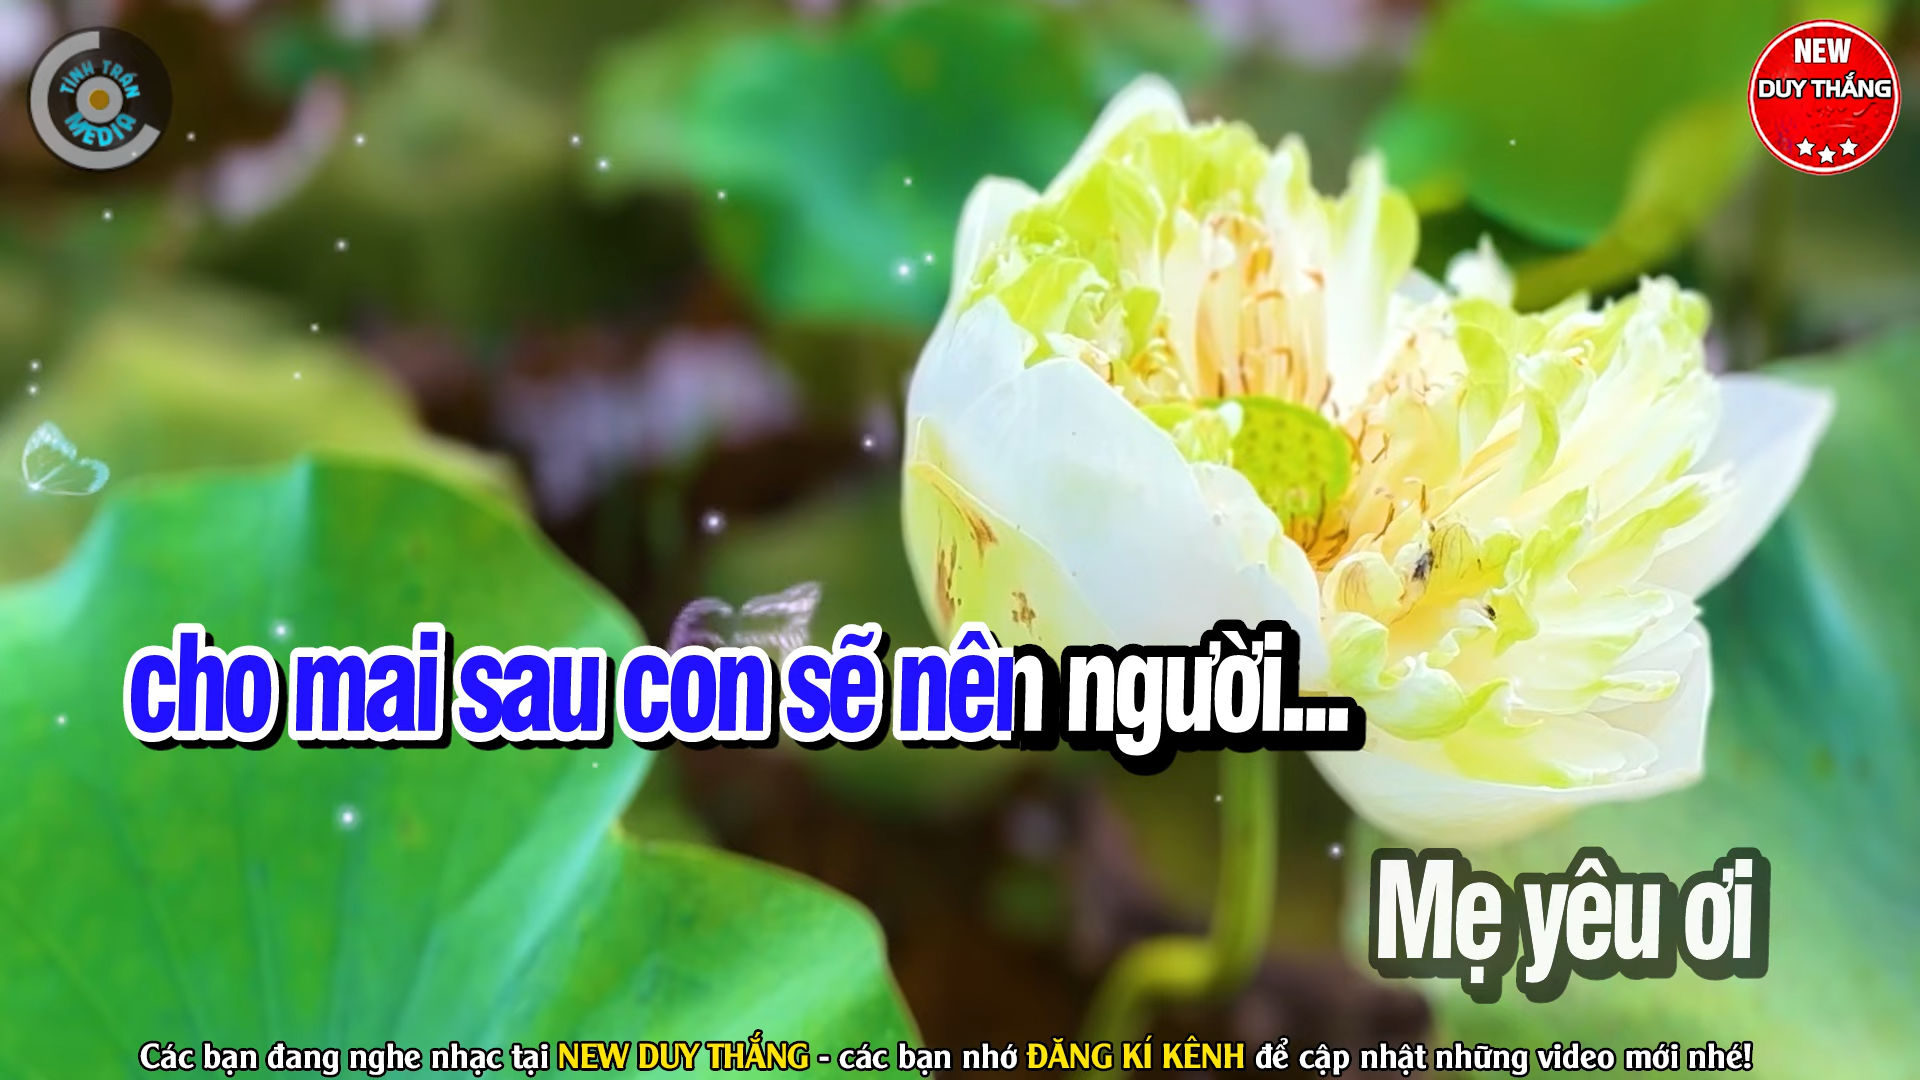 TÌNH TRẦN
MEDIA
NEW
DUY THẮNG
cho mai sau con sẽ nên người...
Mẹ yêu ơi
Các bạn đang nghe nhạc tại NEW DUY THẮNG - các bạn nhớ ĐĂNG KÍ KÊNH để cập nhật những video mới nhé!